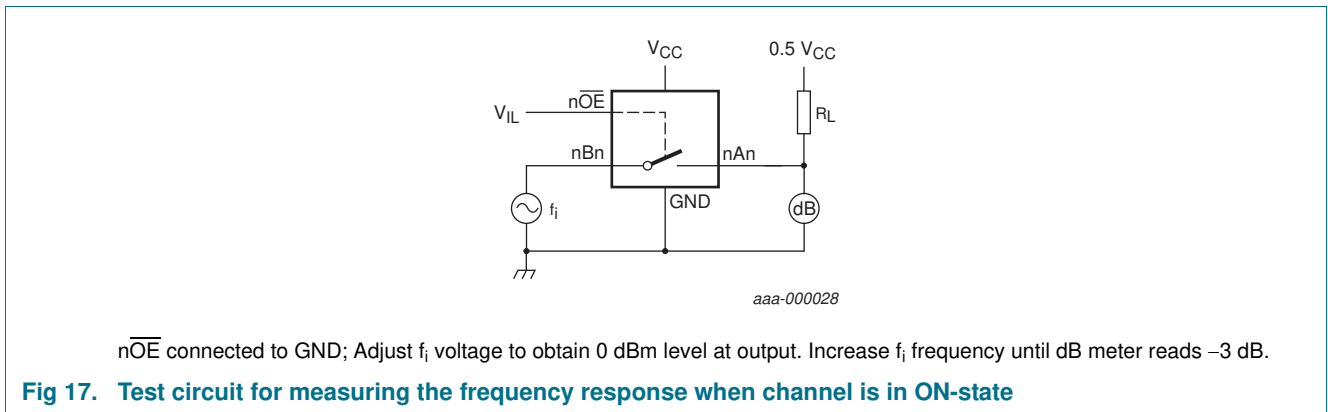 VCC
0.5 VCC
nOE
VIL
RL
nBn
nAn
GND
fi
dB
aaa-000028
nOE connected to GND; Adjust fi voltage to obtain 0 dBm level at output. Increase fi frequency until dB meter reads −3 dB.
Fig 17. Test circuit for measuring the frequency response when channel is in ON-state